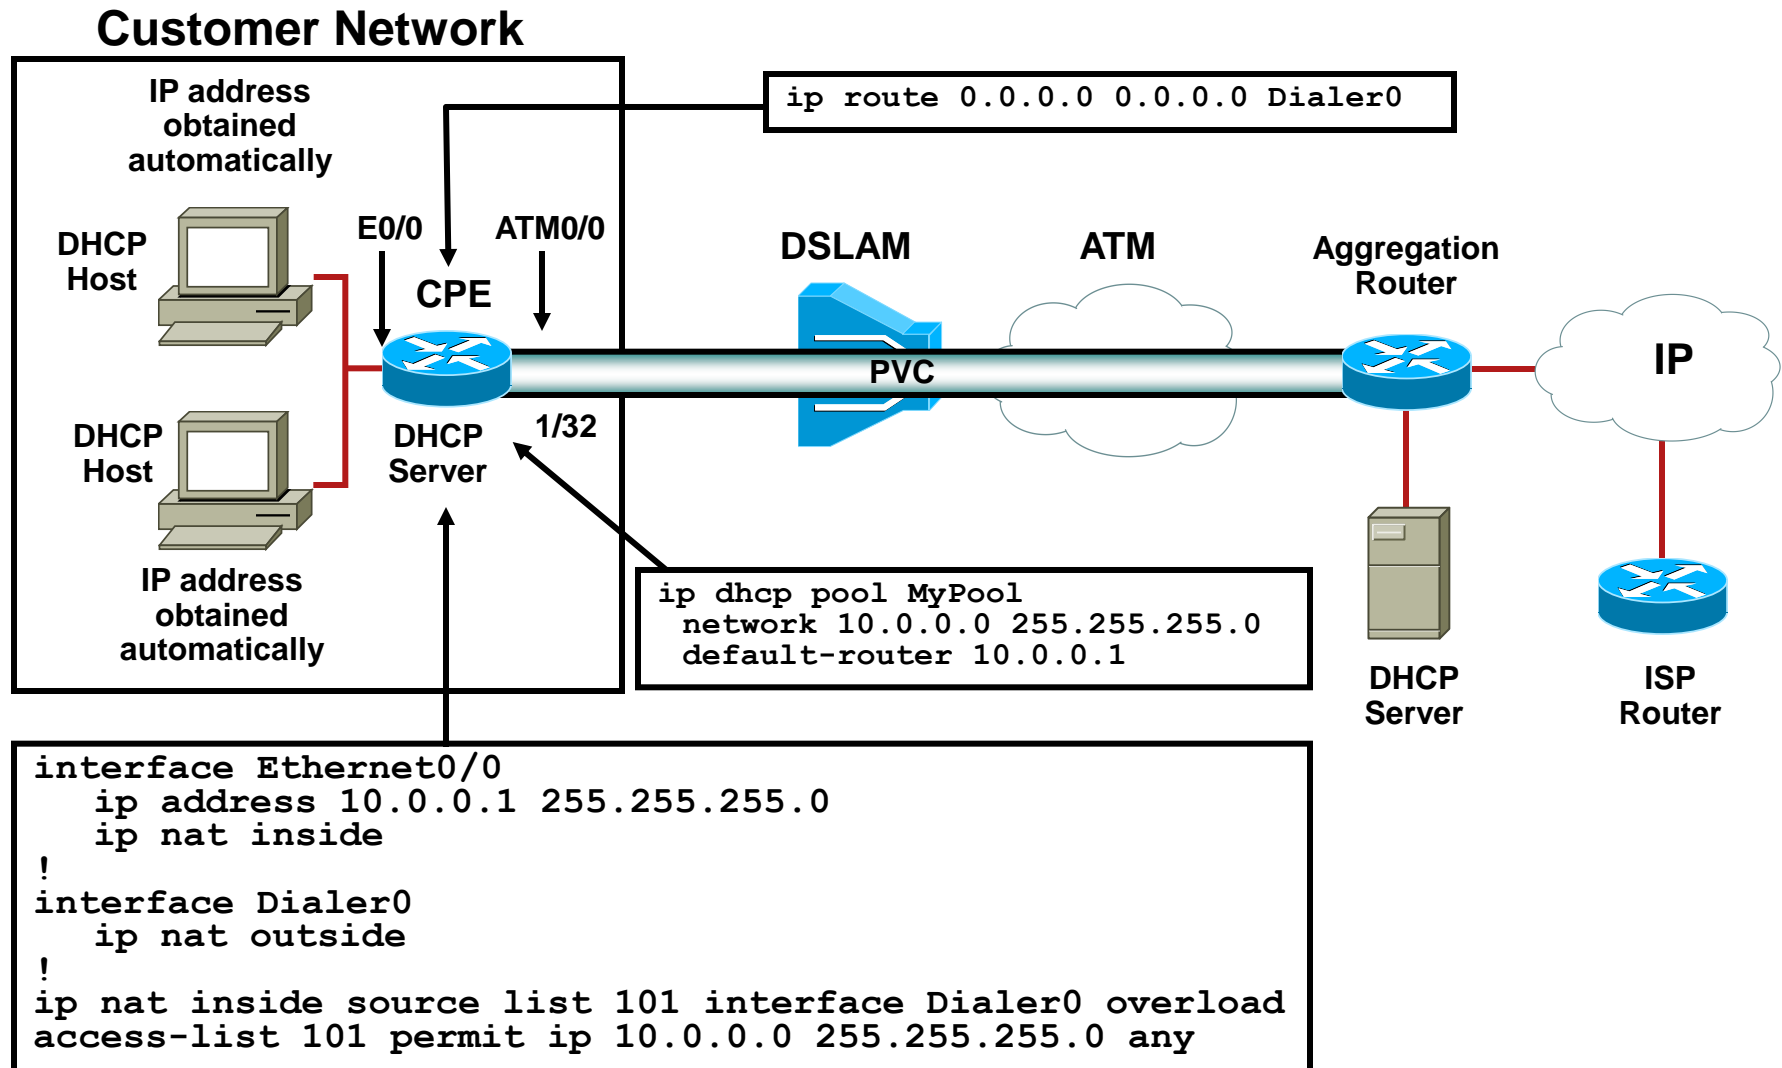 Customer Network
IP address
obtained
automatically
ip route 0.0.0.0 0.0.0.0 Dialer0
DHCP
Host
E0/0
ATM0/0
CPE
DSLAM
ATM
Aggregation
Router
PVC
IP
DHCP
Host
DHCP
Server
1/32
IP address
obtained
automatically
ip dhcp pool MyPool
network 10.0.0.0 255.255.255.0
default-router 10.0.0.1
DHCP
Server
ISP
Router
interface Ethernet0/0
ip address 10.0.0.1 255.255.255.0
ip nat inside
!
interface Dialer0
ip nat outside
!
ip nat inside source list 101 interface Dialer0 overload
access-list 101 permit ip 10.0.0.0 255.255.255.0 any